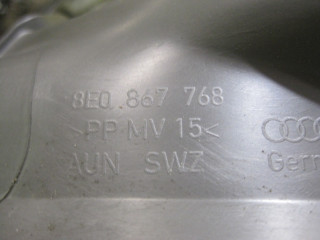 8E0.867 768
>PP-MV 15<
AUN SWZ Germ